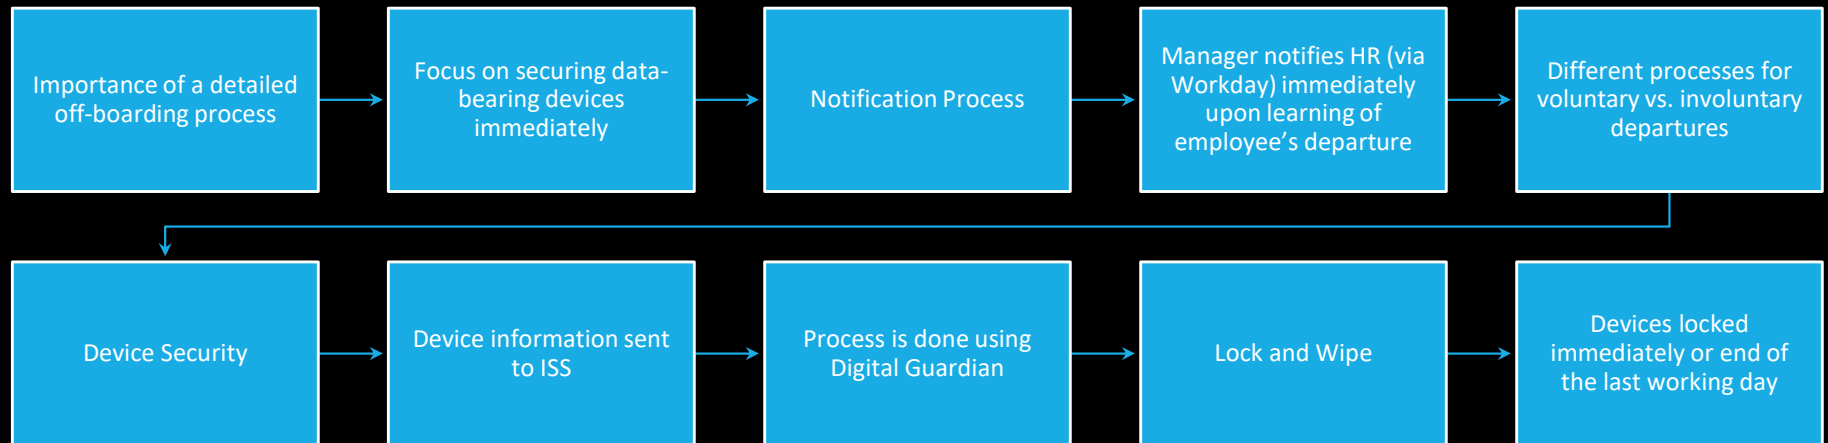 Importance of a detailed
off-boarding process
Focus on securing data-
bearing devices
immediately
Notification Process
Manager notifies HR (via
Workday) immediately
upon learning of
employee’s departure
Different processes for
voluntary vs. involuntary
departures
Device Security
Device information sent
to ISS
Process is done using
Digital Guardian
Lock and Wipe
Devices locked
immediately or end of
the last working day